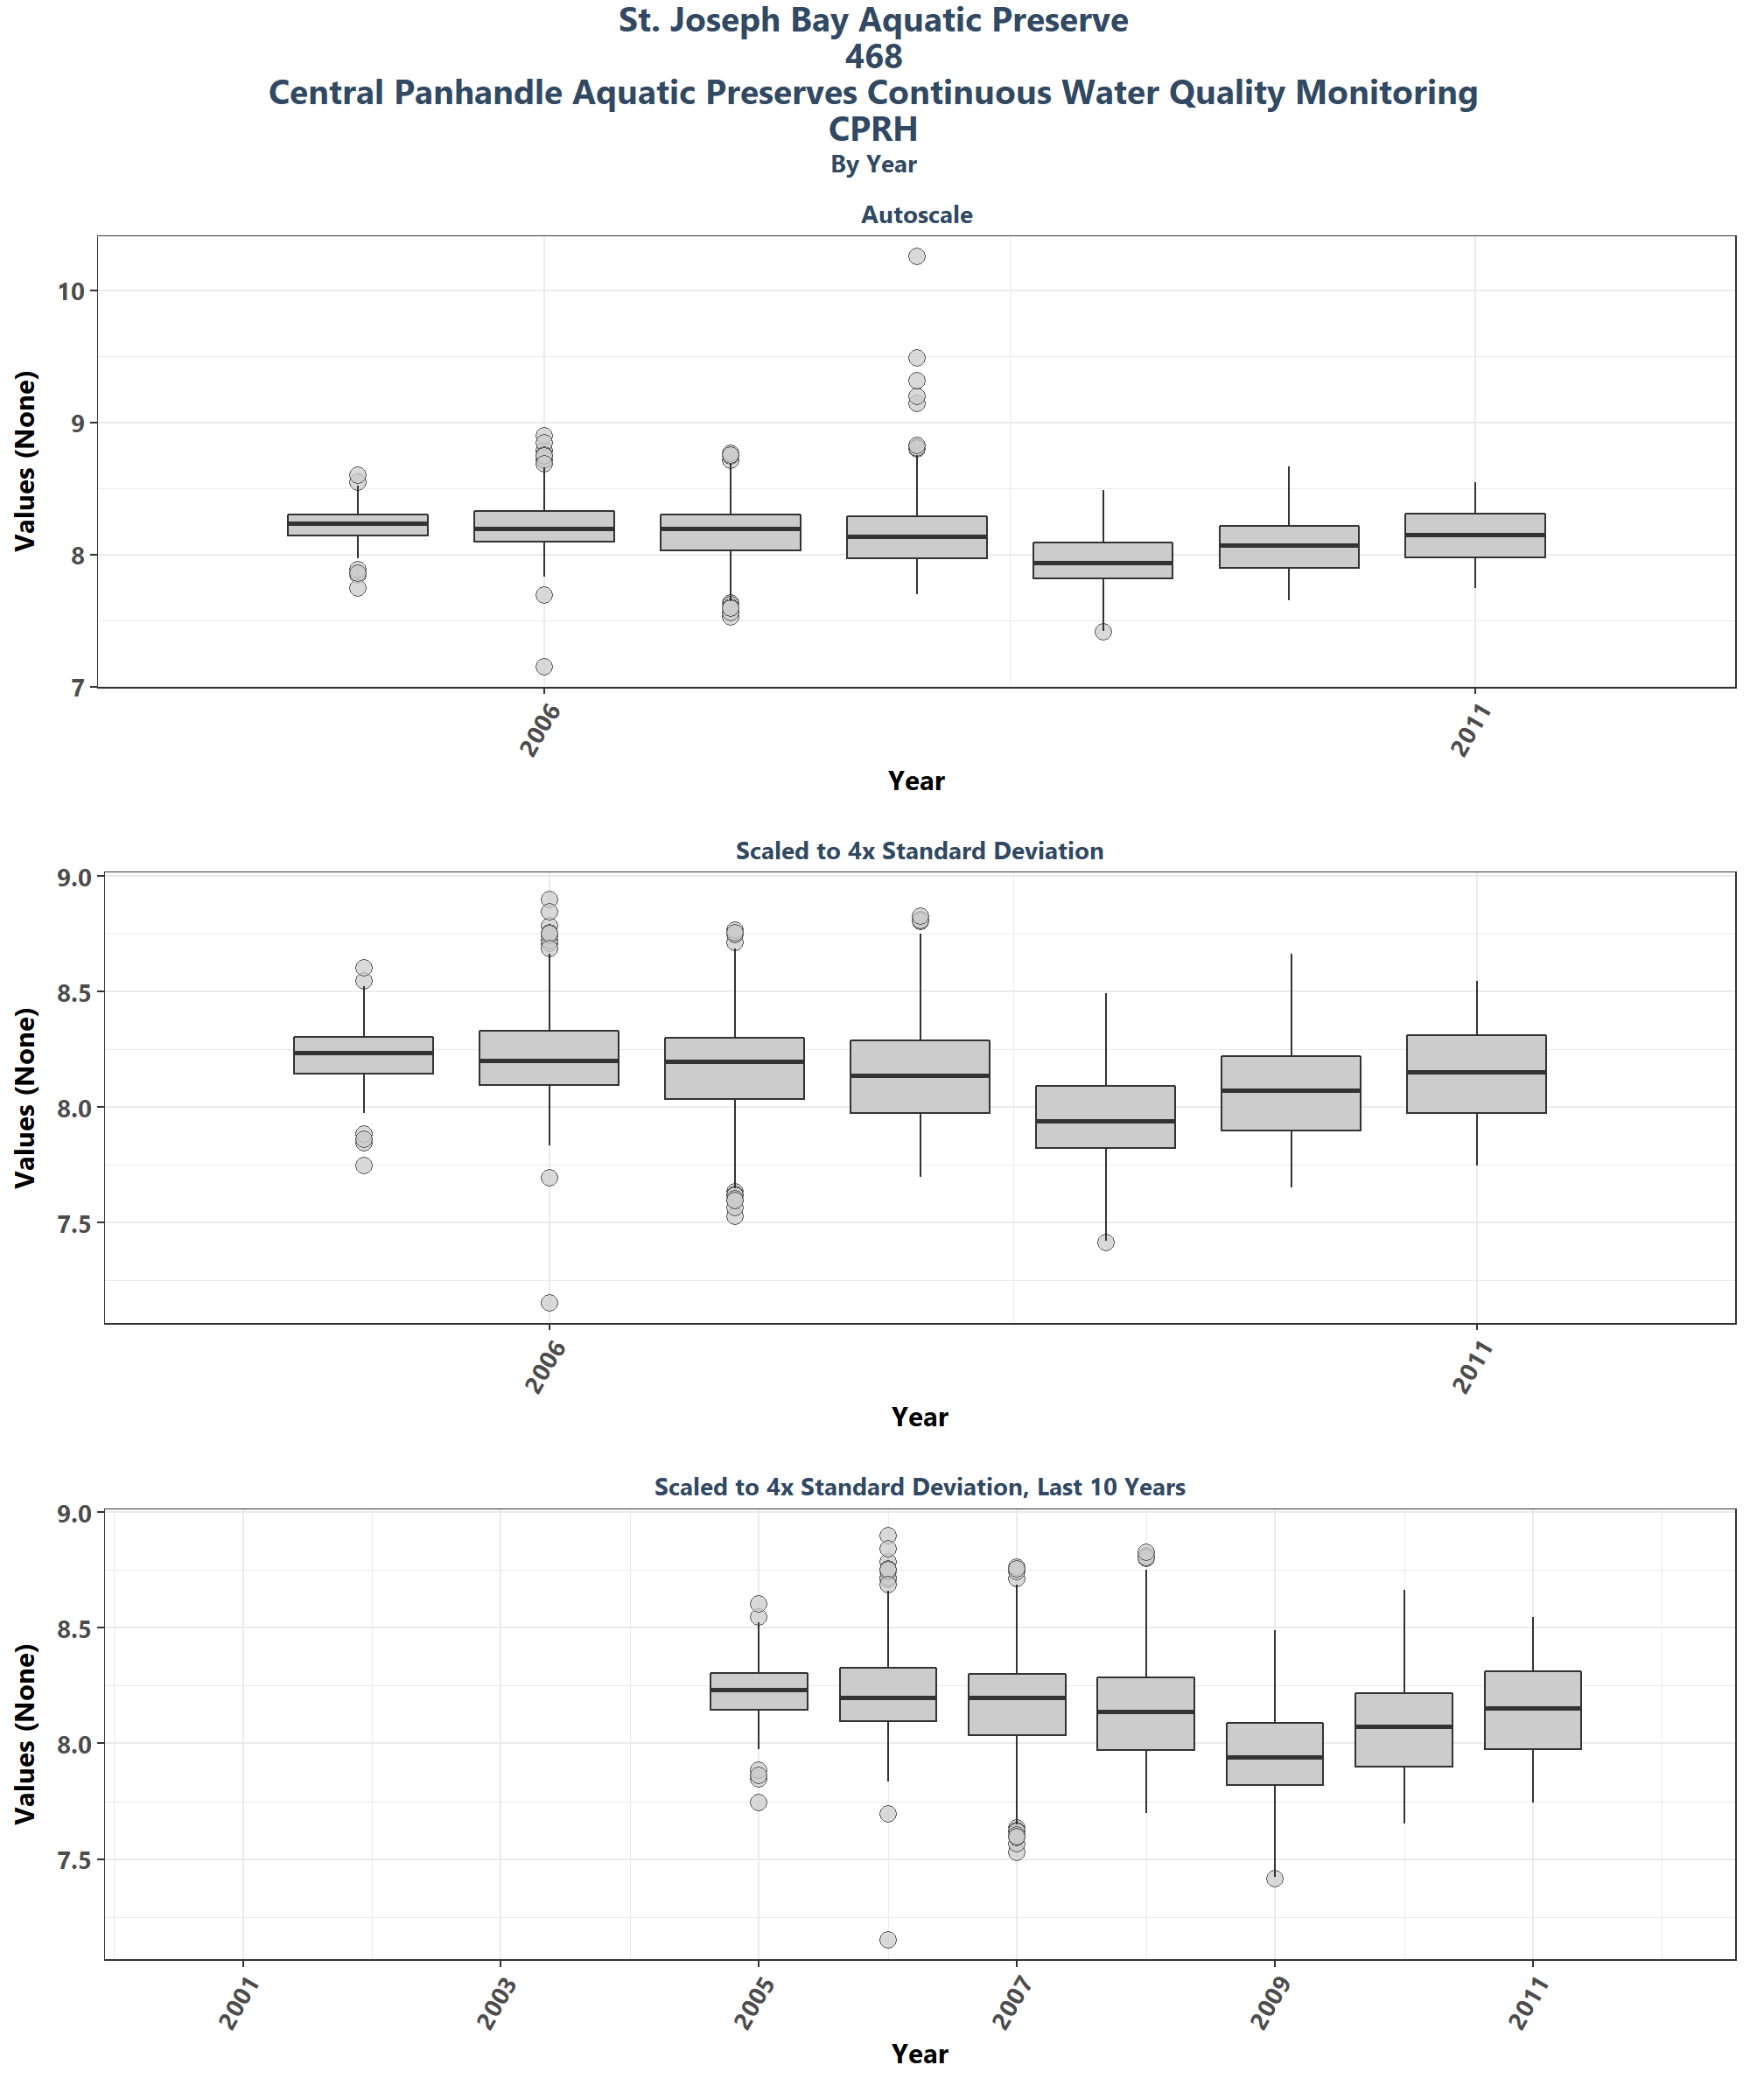 St. Joseph Bay Aquatic Preserve
468
Central Panhandle Aquatic Preserves Continuous Water Quality Monitoring
CPRH
By Year
Autoscale
Values (None)
10
9
8
7
2006
2011
Year
Scaled to 4x Standard Deviation
Values (None)
9.0
8.5
8.0
7.5
2006
2011
Year
Scaled to 4x Standard Deviation, Last 10 Years
Values (None)
9.0
8.5
8.0
7.5
2001
2003
2005
2007
2009
2011
Year